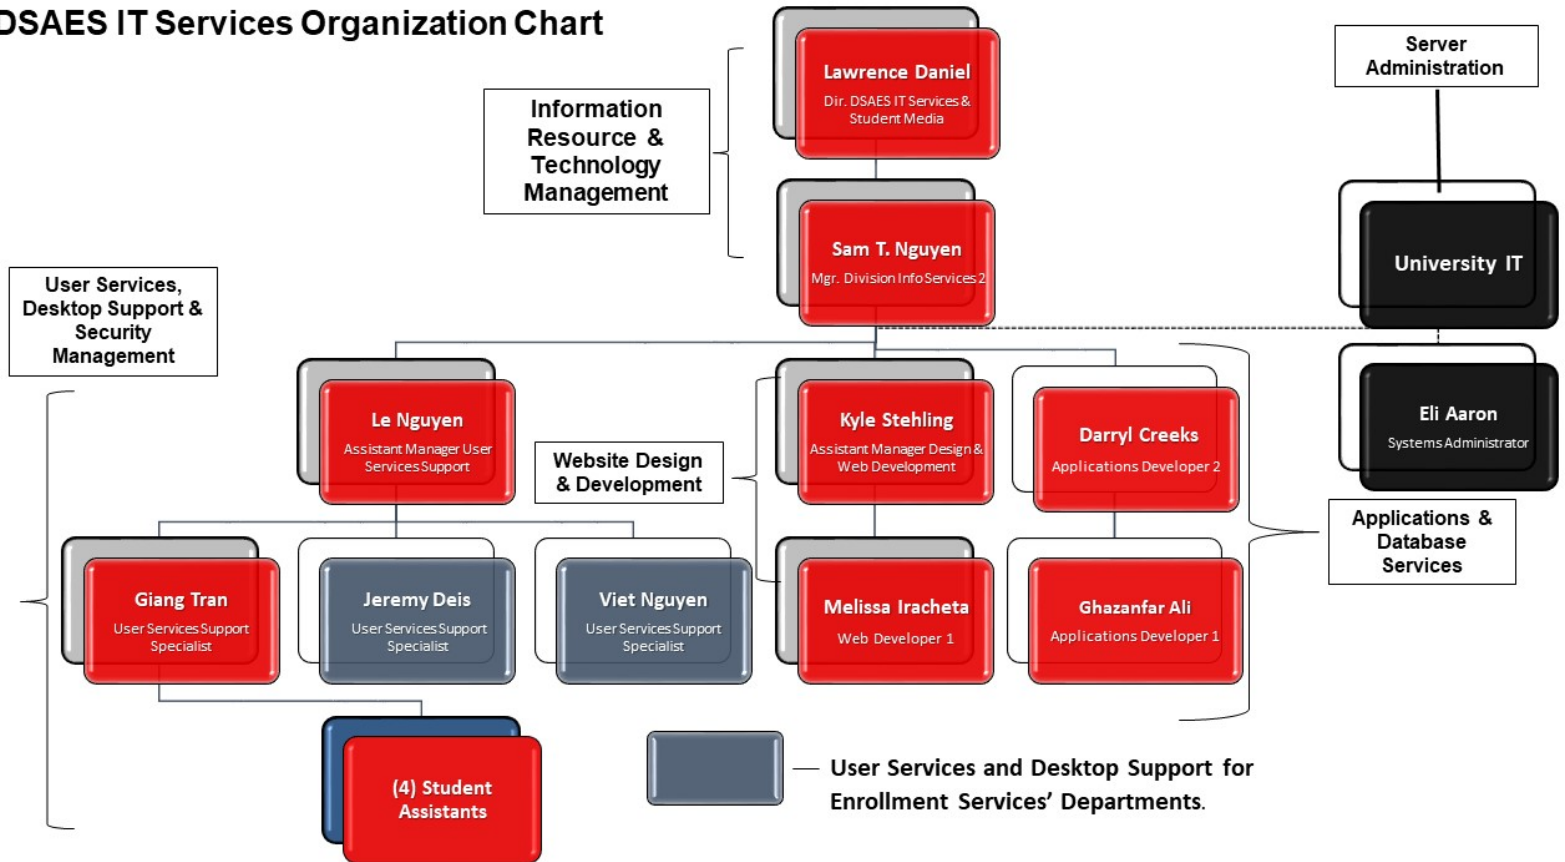 DSAES IT Services Organization Chart
Server
Administration
Lawrence Daniel
Dir. DSAES IT Services &
Student Media
Information
Resource &
Technology
Management
Sam T. Nguyen
Mgr. Division Info Services 2
University IT
User Services,
Desktop Support &
Security
Management
Le Nguyen
Assistant Manager User
Services Support
Website Design
& Development
Kyle Stehling
Assistant Manager Design &
Web Development
Darryl Creeks
Applications Developer 2
Eli Aaron
Systems Administrator
Applications &
Database
Services
Giang Tran
User Services Support
Specialist
Jeremy Deis
User Services Support
Specialist
Viet Nguyen
User Services Support
Specialist
Melissa Iracheta
Web Developer 1
Ghazanfar Ali
Applications Developer 1
(4) Student
Assistants
User Services and Desktop Support for
Enrollment Services’ Departments.